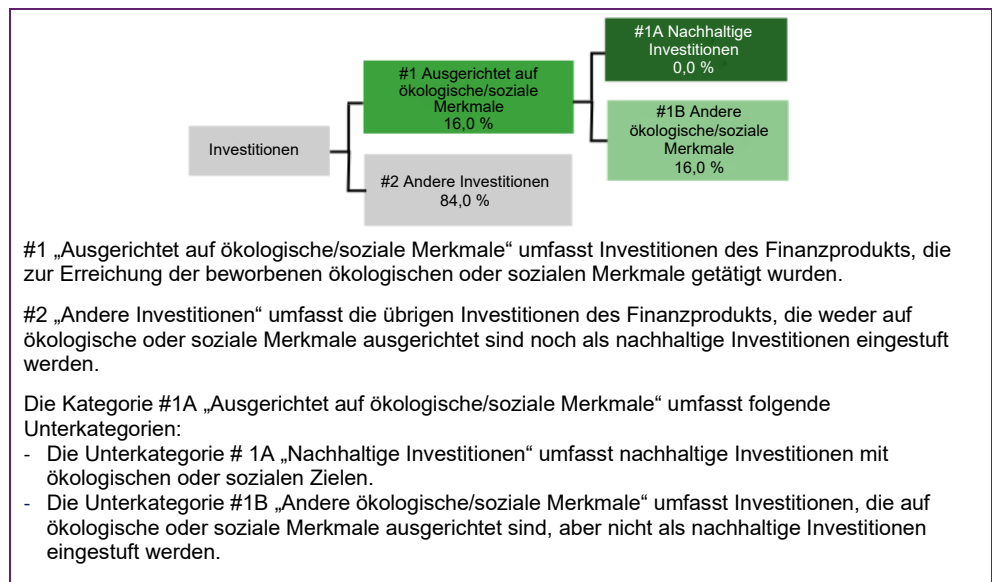 #1A Nachhaltige
Investitionen
0,0 %
#1 Ausgerichtet auf
ökologische/soziale
Merkmale
16,0 %
#1B Andere
ökologische/soziale
Merkmale
16,0 %
Investitionen
#2 Andere Investitionen
84,0 %
#1 „Ausgerichtet auf ökologische/soziale Merkmale“ umfasst Investitionen des Finanzprodukts, die
zur Erreichung der beworbenen ökologischen oder sozialen Merkmale getätigt wurden.
#2 „Andere Investitionen“ umfasst die übrigen Investitionen des Finanzprodukts, die weder auf
ökologische oder soziale Merkmale ausgerichtet sind noch als nachhaltige Investitionen eingestuft
werden.
Die Kategorie #1A „Ausgerichtet auf ökologische/soziale Merkmale“ umfasst folgende
Unterkategorien:
- Die Unterkategorie # 1A „Nachhaltige Investitionen“ umfasst nachhaltige Investitionen mit
ökologischen oder sozialen Zielen.
- Die Unterkategorie #1B „Andere ökologische/soziale Merkmale“ umfasst Investitionen, die auf
ökologische oder soziale Merkmale ausgerichtet sind, aber nicht als nachhaltige Investitionen
eingestuft werden.